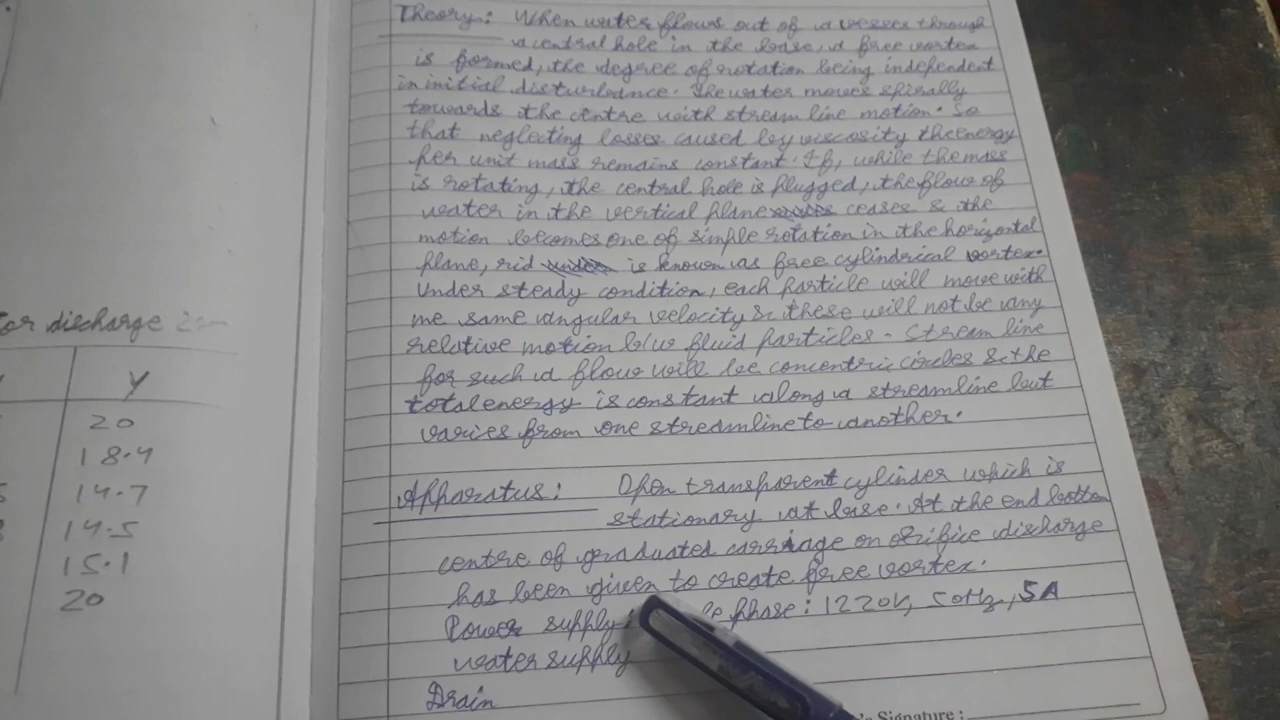 Theory: When water flows out of a vessel through
a central hole in the base, a free vortex
is formed, the degree of rotation being independent
in initial disturbance. The water moves spirally
towards the centre with stream line motion. So
that neglecting losses caused by viscosity the energy
per unit mass remains constant. If, while the mass
is rotating, the central hole is plugged, the flow of
water in the vertical plane ceases & the
motion becomes one of simple rotation in the horizontal
plane, rid is known as free cylindrical vortex.
Under steady condition, each particle will move with
me same angular velocity & these will not be any
relative motion b/w fluid particles - Stream line
for such a flow will be concentric circles & the
total energy is constant along a streamline but
varies from one streamline to another.
Apparatus: Open transparent cylinder which is
stationary at base. At the end bottom
centre of graduated carriage on orifice discharge
has been given to create free vortex.
Power supply: phase: 1220V, 50Hz, 5A
water supply
Drain
's Signature :
or discharge
y
20
18.4
14.7
14.5
15.1
20